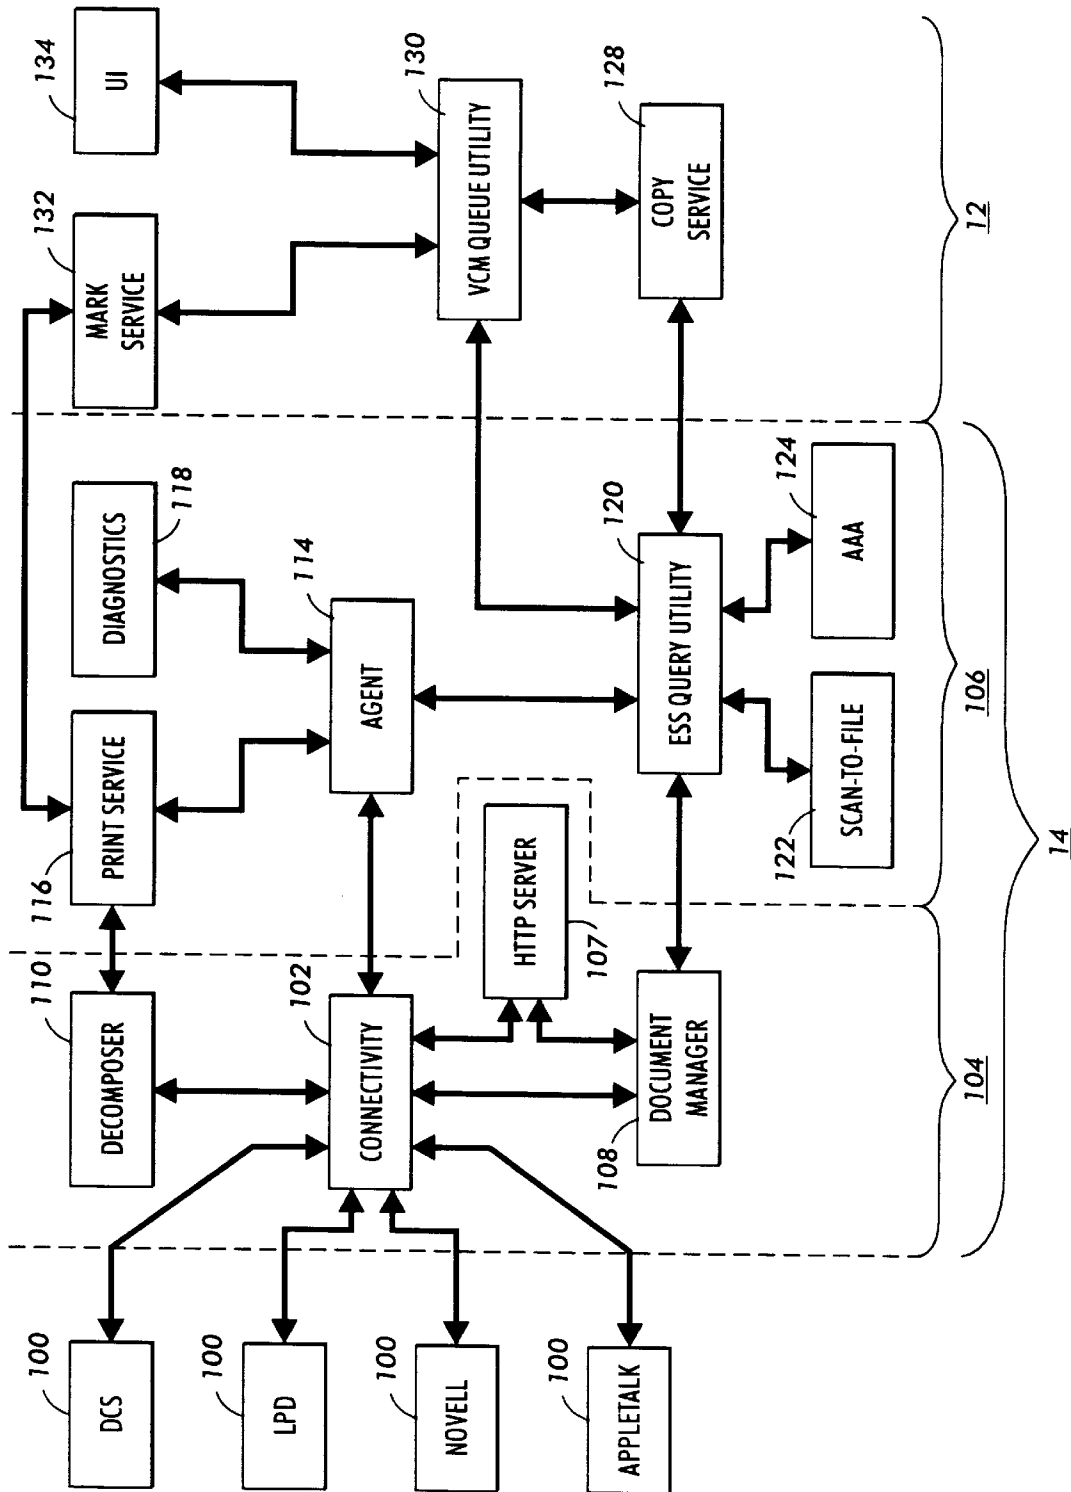 DCS
100
LPD
100
NOVELL
100
APPLETALK
100
DECOMPOSER
110
CONNECTIVITY
102
HTTP SERVER
107
DOCUMENT
MANAGER
108
104
PRINT SERVICE
116
DIAGNOSTICS
118
AGENT
114
ESS QUERY UTILITY
120
SCAN-TO-FILE
122
AAA
124
106
14
MARK
SERVICE
132
UI
134
VCM QUEUE UTILITY
130
COPY
SERVICE
128
12